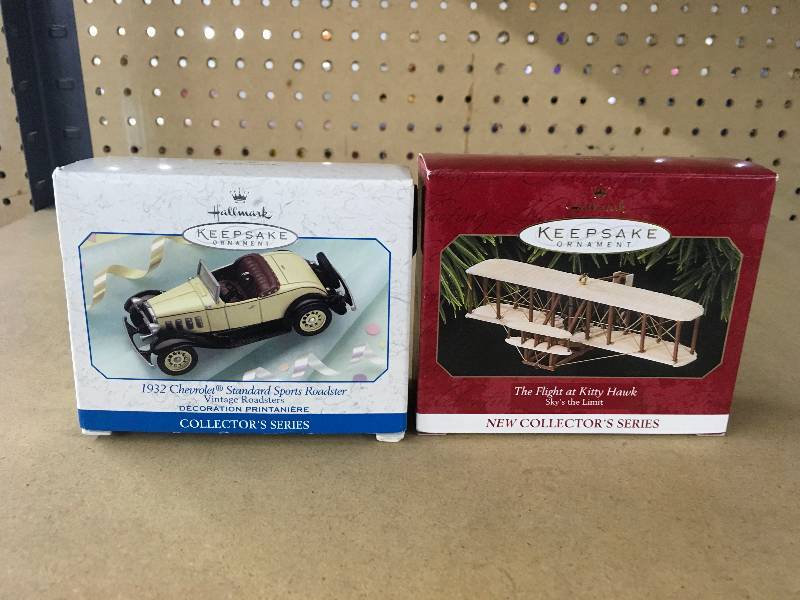 Hallmark
KEEPSAKE
ORNAMENT
1932 Chevrolet® Standard Sports Roadster
Vintage Roadsters
DÉCORATION PRINTANIÈRE
COLLECTOR'S SERIES
Hallmark
KEEPSAKE
ORNAMENT
The Flight at Kitty Hawk
Sky's the Limit
NEW COLLECTOR'S SERIES